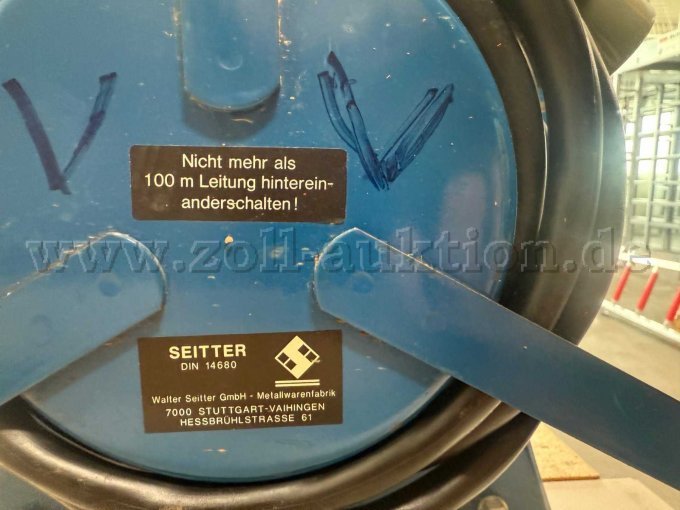 V V
Nicht mehr als
100 m Leitung hinterein-
anderschalten!
www.zoll-auktion.de
SEITTER
DIN 14680
Walter Seitter GmbH - Metallwarenfabrik
7000 STUTTGART-VAIHINGEN
HESSBRÜHLSTRASSE 61